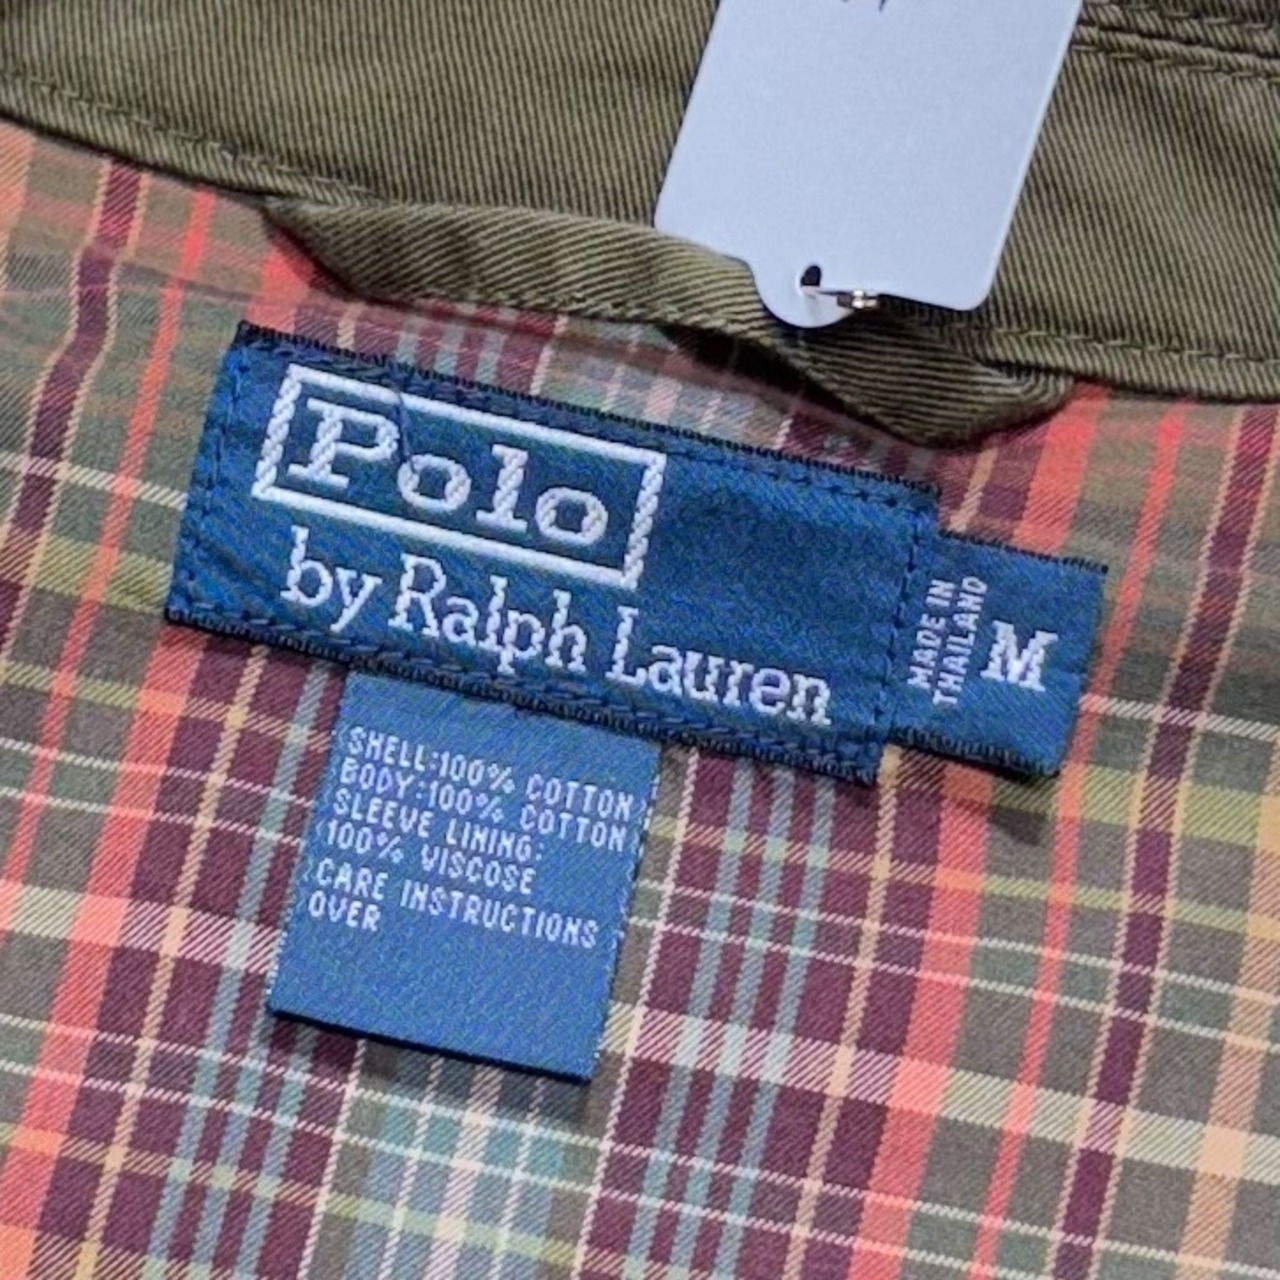 Polo
by Ralph Lauren
MADE IN
THAILAND
M
SHELL:100% COTTON
BODY:100% COTTON
SLEEVE LINING:
100% VISCOSE
CARE INSTRUCTIONS
OVER